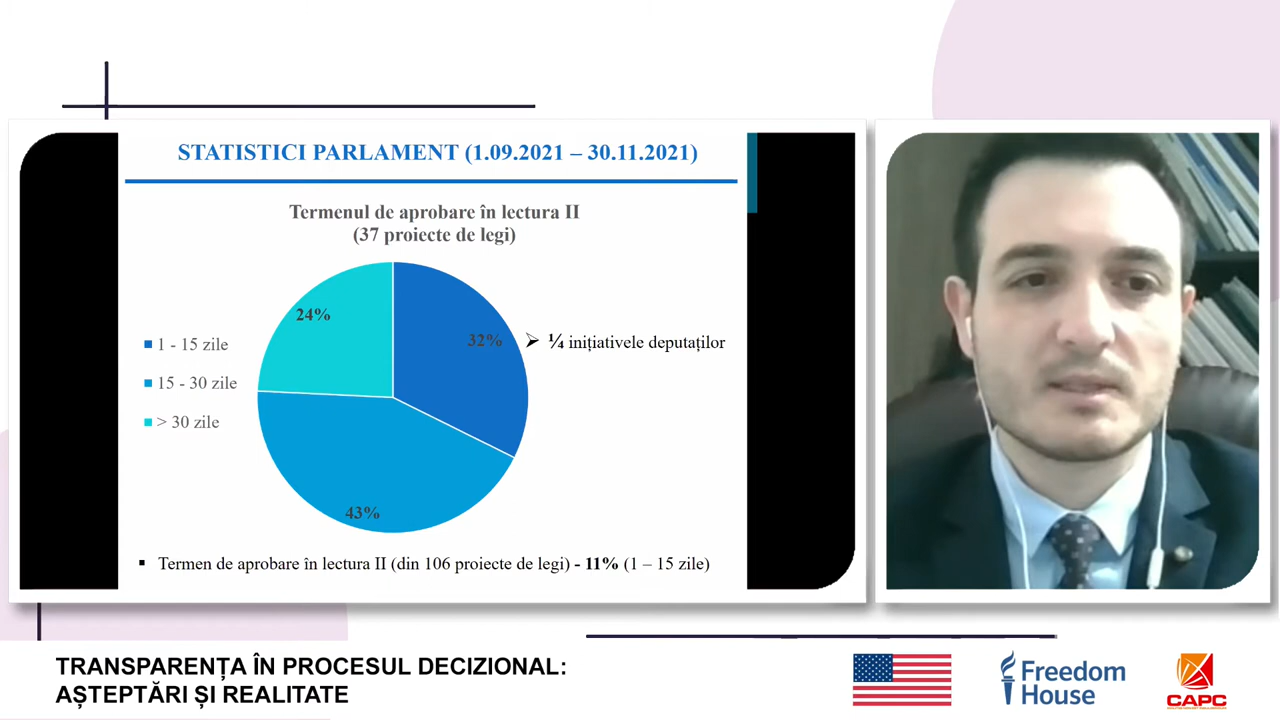 STATISTICI PARLAMENT (1.09.2021 – 30.11.2021)
Termenul de aprobare în lectura II
(37 proiecte de legi)
24%
32%
⮚ ¼ inițiativele deputaților
1 - 15 zile
15 - 30 zile
> 30 zile
43%
▪ Termen de aprobare în lectura II (din 106 proiecte de legi) - 11% (1 – 15 zile)
TRANSPARENȚA ÎN PROCESUL DECIZIONAL:
AȘTEPTĂRI ȘI REALITATE
Freedom
House
CAPC